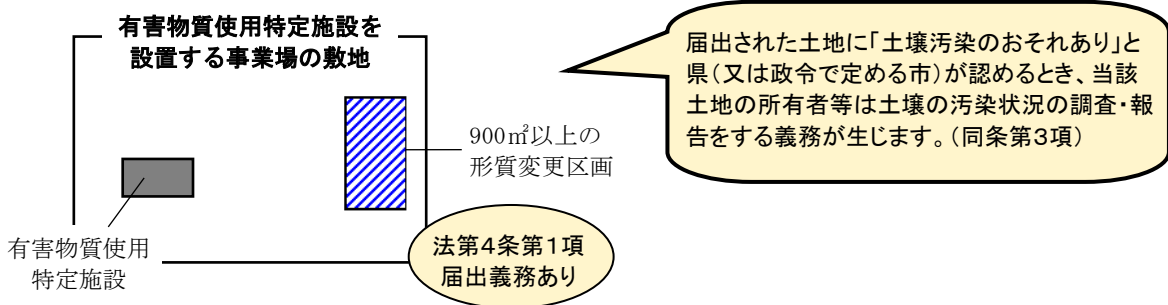 有害物質使用特定施設を
設置する事業場の敷地
届出された土地に「土壌汚染のおそれあり」と
県(又は政令で定める市)が認めるとき、当該
土地の所有者等は土壌の汚染状況の調査・報
告をする義務が生じます。(同条第3項)
900㎡以上の
形質変更区画
有害物質使用
特定施設
法第4条第1項
届出義務あり